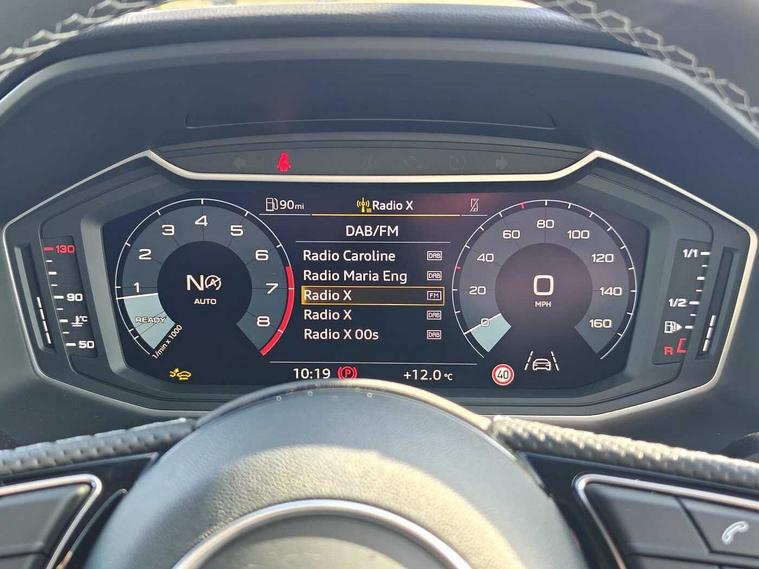 90mi
Radio X
DAB/FM
Radio Caroline DAB
Radio Maria Eng DAB
Radio X FM
Radio X DAB
Radio X 00s DAB
1 2 3 4 5 6 7 8
N A
AUTO
READY
1/min x 1000
0 20 40 60 80 100 120 140 160
0
MPH
130
90
°C
50
1/1
1/2
R
10:19 P +12.0 °C
40